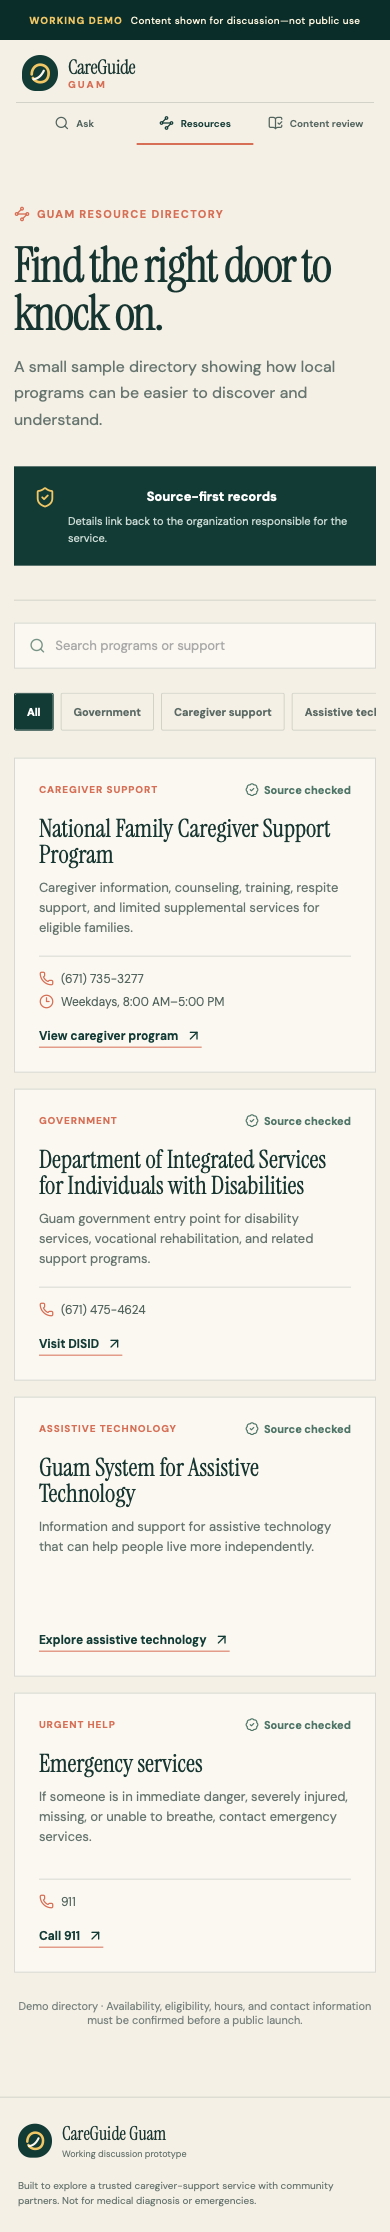 WORKING DEMO Content shown for discussion—not public use
CareGuide
GUAM
Ask
Resources
Content review
GUAM RESOURCE DIRECTORY
Find the right door to
knock on.
A small sample directory showing how local
programs can be easier to discover and
understand.
Source-first records
Details link back to the organization responsible for the
service.
Search programs or support
All
Government
Caregiver support
Assistive tech
CAREGIVER SUPPORT
Source checked
National Family Caregiver Support
Program
Caregiver information, counseling, training, respite
support, and limited supplemental services for
eligible families.
(671) 735-3277
Weekdays, 8:00 AM–5:00 PM
View caregiver program
GOVERNMENT
Source checked
Department of Integrated Services
for Individuals with Disabilities
Guam government entry point for disability
services, vocational rehabilitation, and related
support programs.
(671) 475-4624
Visit DISID
ASSISTIVE TECHNOLOGY
Source checked
Guam System for Assistive
Technology
Information and support for assistive technology
that can help people live more independently.
Explore assistive technology
URGENT HELP
Source checked
Emergency services
If someone is in immediate danger, severely injured,
missing, or unable to breathe, contact emergency
services.
911
Call 911
Demo directory · Availability, eligibility, hours, and contact information
must be confirmed before a public launch.
CareGuide Guam
Working discussion prototype
Built to explore a trusted caregiver-support service with community
partners. Not for medical diagnosis or emergencies.